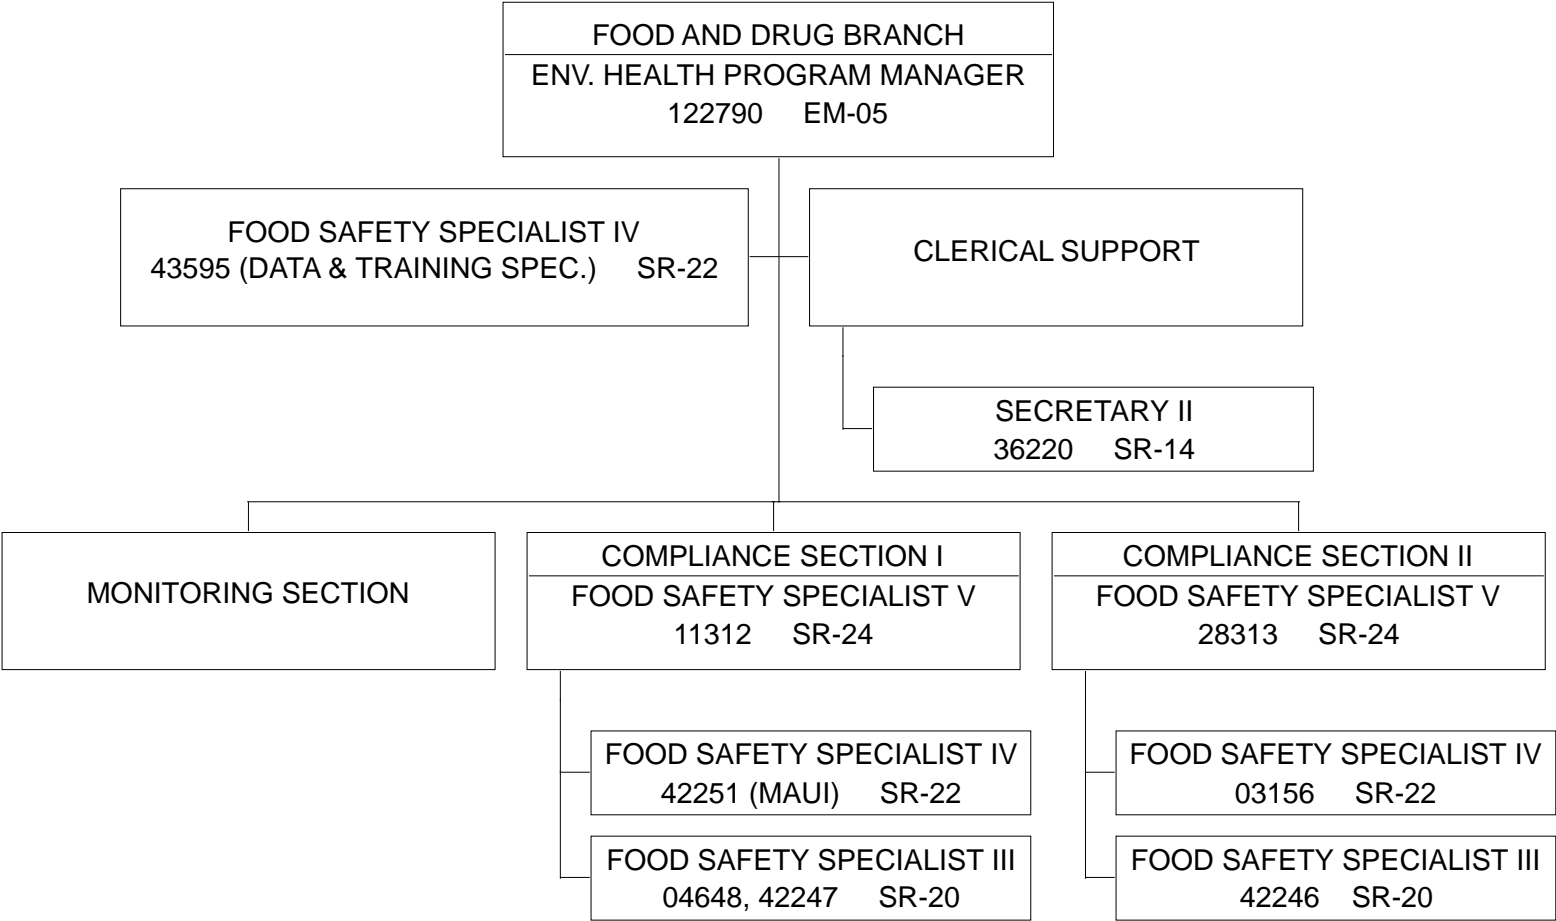 FOOD AND DRUG BRANCH
ENV. HEALTH PROGRAM MANAGER
122790 EM-05
FOOD SAFETY SPECIALIST IV
43595 (DATA & TRAINING SPEC.) SR-22
CLERICAL SUPPORT
SECRETARY II
36220 SR-14
MONITORING SECTION
COMPLIANCE SECTION I
FOOD SAFETY SPECIALIST V
11312 SR-24
FOOD SAFETY SPECIALIST IV
42251 (MAUI) SR-22
FOOD SAFETY SPECIALIST III
04648, 42247 SR-20
COMPLIANCE SECTION II
FOOD SAFETY SPECIALIST V
28313 SR-24
FOOD SAFETY SPECIALIST IV
03156 SR-22
FOOD SAFETY SPECIALIST III
42246 SR-20